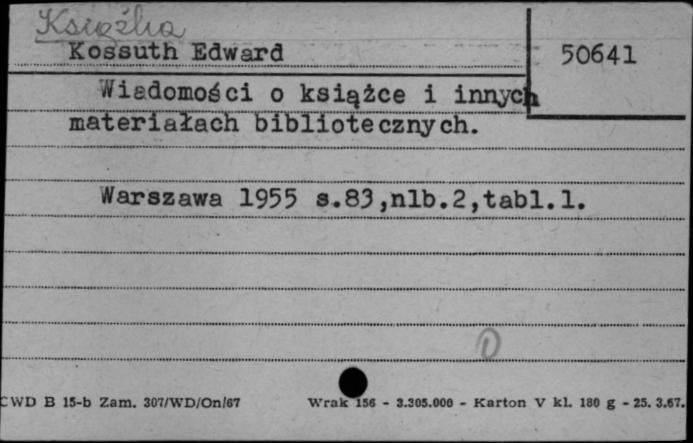 Książka
Kossuth Edward 50641
Wiadomości o książce i innych
materiałach bibliotecznych.
Warszawa 1955 s.83,nlb.2,tabl.1.
CWD B 15-b Zam. 307/WD/On/67 Wrak 156 - 3.305.000 - Karton V kl. 180 g - 25. 3.67.